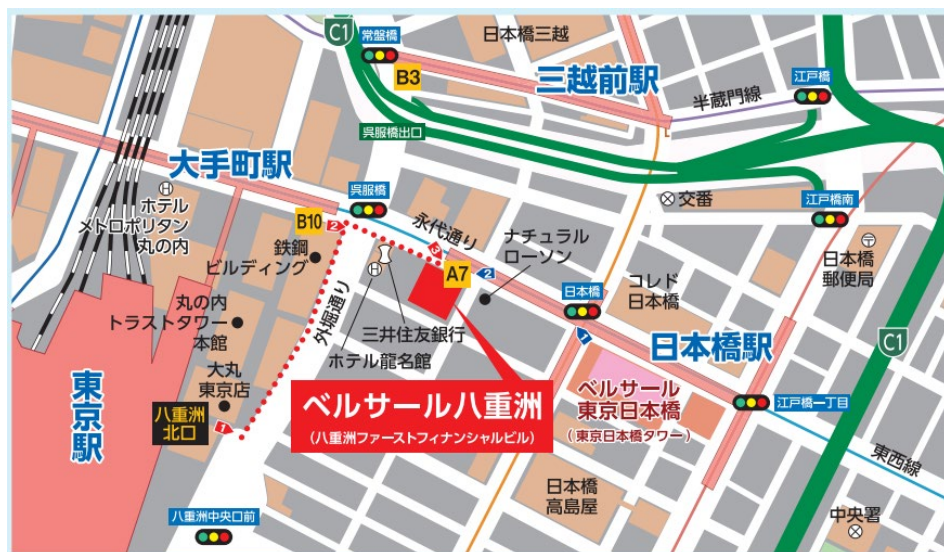 C1
常盤橋
日本橋三越
B3
三越前駅
江戸橋
半蔵門線
呉服橋出口
大手町駅
呉服橋
H
ホテル
メトロポリタン
丸の内
B10
2
永代通り
3
ナチュラル
ローソン
交番
江戸橋南
鉄鋼
ビルディング
H
A7
2
日本橋
コレド
日本橋
日本橋
郵便局
丸の内
トラストタワー
本館
外堀通り
三井住友銀行
ホテル龍名館
1
日本橋駅
C1
東京駅
大丸
東京店
八重洲
北口
1
ベルサール八重洲
(八重洲ファーストフィナンシャルビル)
ベルサール
東京日本橋
(東京日本橋タワー)
江戸橋一丁目
東西線
日本橋
高島屋
八重洲中央口前
中央署